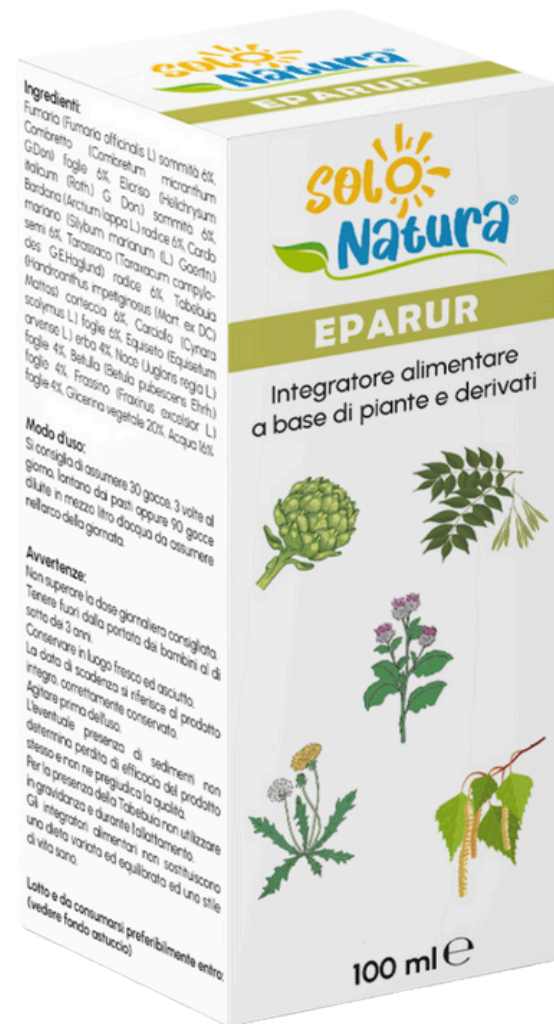 SOLO
Natura®
EPARUR
Ingredienti:
Fumaria (Fumaria officinalis L) sommità 6%,
Combretto (Combretum micranthum
G.Don) foglie 6%, Elicriso (Helichrysum
italicum (Roth.) G. Don) sommità 6%,
Bardana (Arctium lappa L.) radice 6%, Cardo
mariano (Silybum marianum (L.) Gaertn)
semi 6%, Tarassaco (Taraxacum campylo-
des G.E.Haglund) radice 6%, Tabebuia
(Handroanthus impetiginosus (Mart. ex DC)
Mattos) corteccia 6%, Carciofo (Cynara
scolymus L.) foglie 6%, Equiseto (Equisetum
arvense L.) erba 4%, Noce (Juglans regia L.)
foglie 4%, Betulla (Betula pubescens Ehrh.)
foglie 4%, Frassino (Fraxinus excelsior L.)
foglie 4%, Glicerina vegetale 20%, Acqua 16%
Modo d'uso:
Si consiglia di assumere 30 gocce, 3 volte al
giorno, lontano dai pasti oppure 90 gocce
diluite in mezzo litro d'acqua da assumere
nell'arco della giornata.
Avvertenze:
Non superare la dose giornaliera consigliata.
Tenere fuori dalla portata dei bambini al di
sotto dei 3 anni.
Conservare in luogo fresco ed asciutto.
La data di scadenza si riferisce al prodotto
integro, correttamente conservato.
Agitare prima dell'uso.
L'eventuale presenza di sedimenti non
determina perdita di efficacia del prodotto
stesso e non ne pregiudica la qualità.
Per la presenza della Tabebuia non utilizzare
in gravidanza e durante l'allattamento.
Gli integratori alimentari non sostituiscono
una dieta variata ed equilibrata ed uno stile
di vita sano.
Lotto e da consumarsi preferibilmente entro:
(vedere fondo astuccio)
SOLO
Natura®
EPARUR
Integratore alimentare
a base di piante e derivati
100 ml ℮